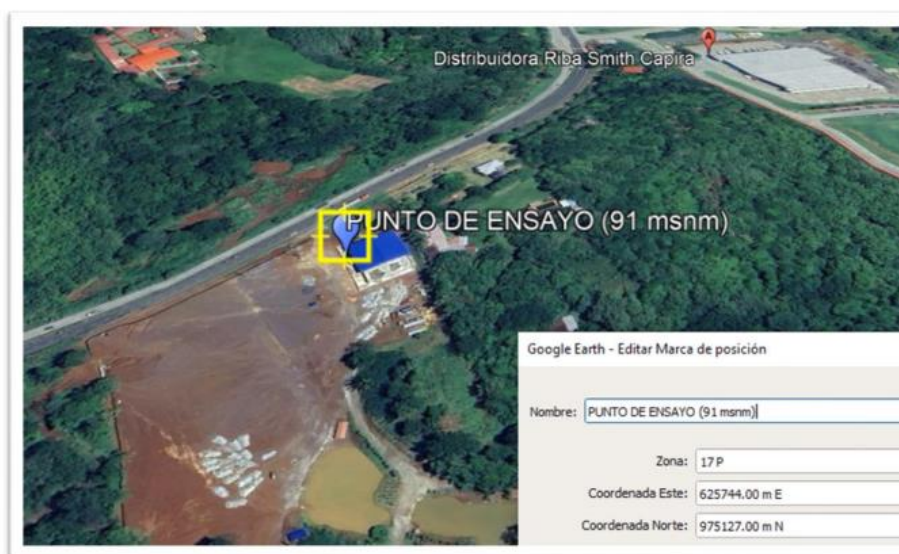 Distribuidora Riba Smith Capira
A
PUNTO DE ENSAYO (91 msnm)
Google Earth - Editar Marca de posición
Nombre: PUNTO DE ENSAYO (91 msnm)
Zona: 17 P
Coordenada Este: 625744.00 m E
Coordenada Norte: 975127.00 m N